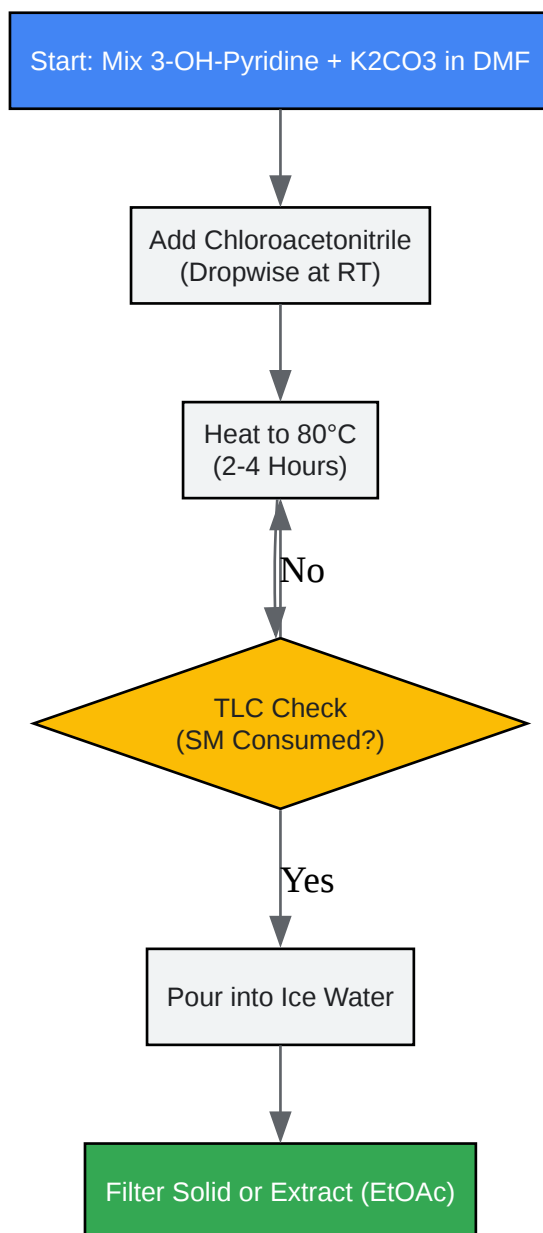 Start: Mix 3-OH-Pyridine + K2CO3 in DMF
Add Chloroacetonitrile
(Dropwise at RT)
Heat to 80°C
(2-4 Hours)
No
TLC Check
(SM Consumed?)
Yes
Pour into Ice Water
Filter Solid or Extract (EtOAc)